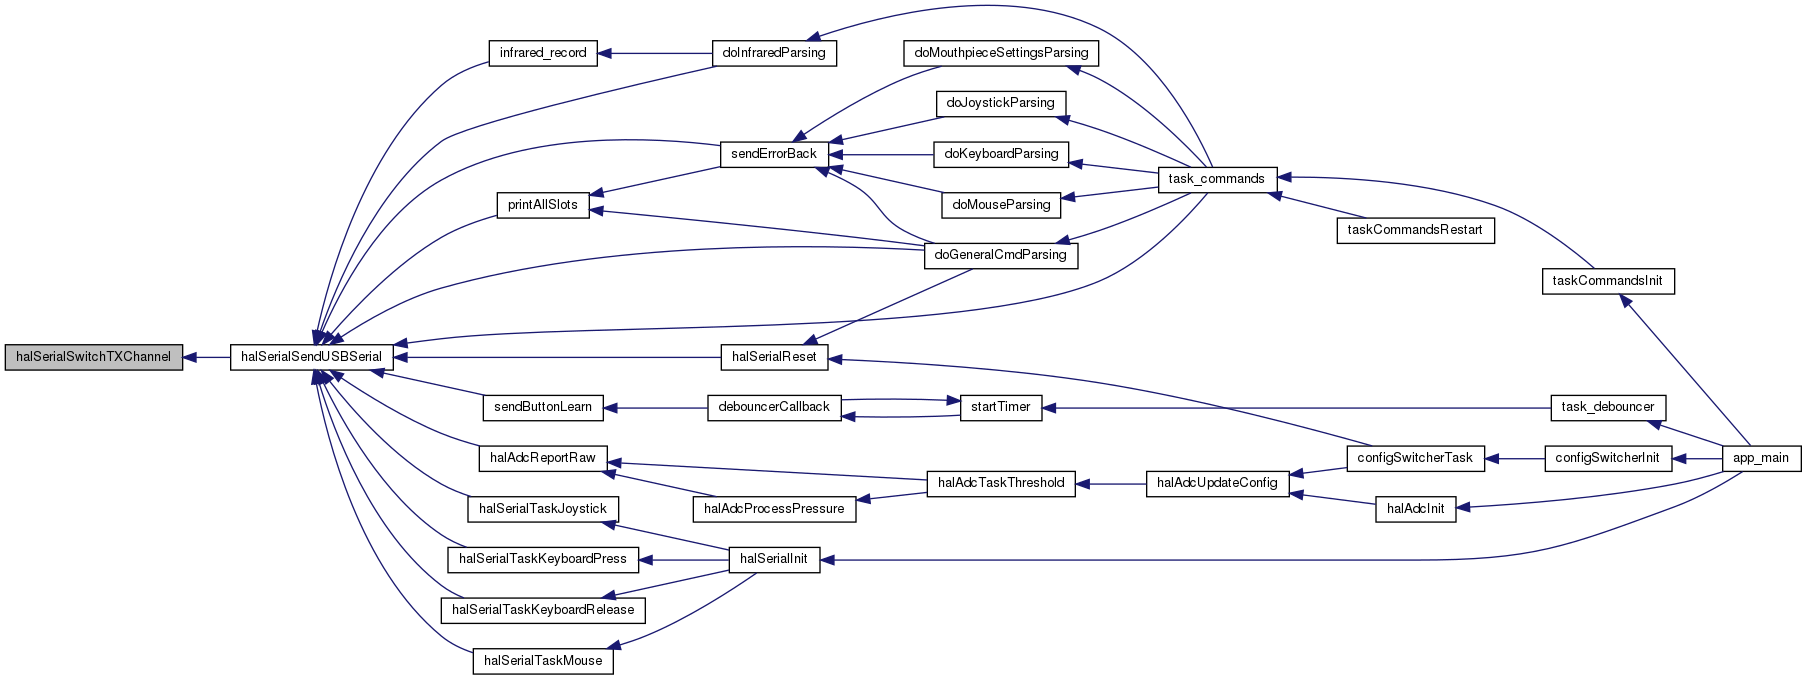 infrared_record
doInfraredParsing
doMouthpieceSettingsParsing
doJoystickParsing
sendErrorBack
doKeyboardParsing
task_commands
printAllSlots
doMouseParsing
taskCommandsRestart
doGeneralCmdParsing
taskCommandsInit
halSerialSwitchTXChannel
halSerialSendUSBSerial
halSerialReset
sendButtonLearn
debouncerCallback
startTimer
task_debouncer
halAdcReportRaw
configSwitcherTask
configSwitcherInit
app_main
halAdcTaskThreshold
halAdcUpdateConfig
halSerialTaskJoystick
halAdcProcessPressure
halAdcInit
halSerialTaskKeyboardPress
halSerialInit
halSerialTaskKeyboardRelease
halSerialTaskMouse